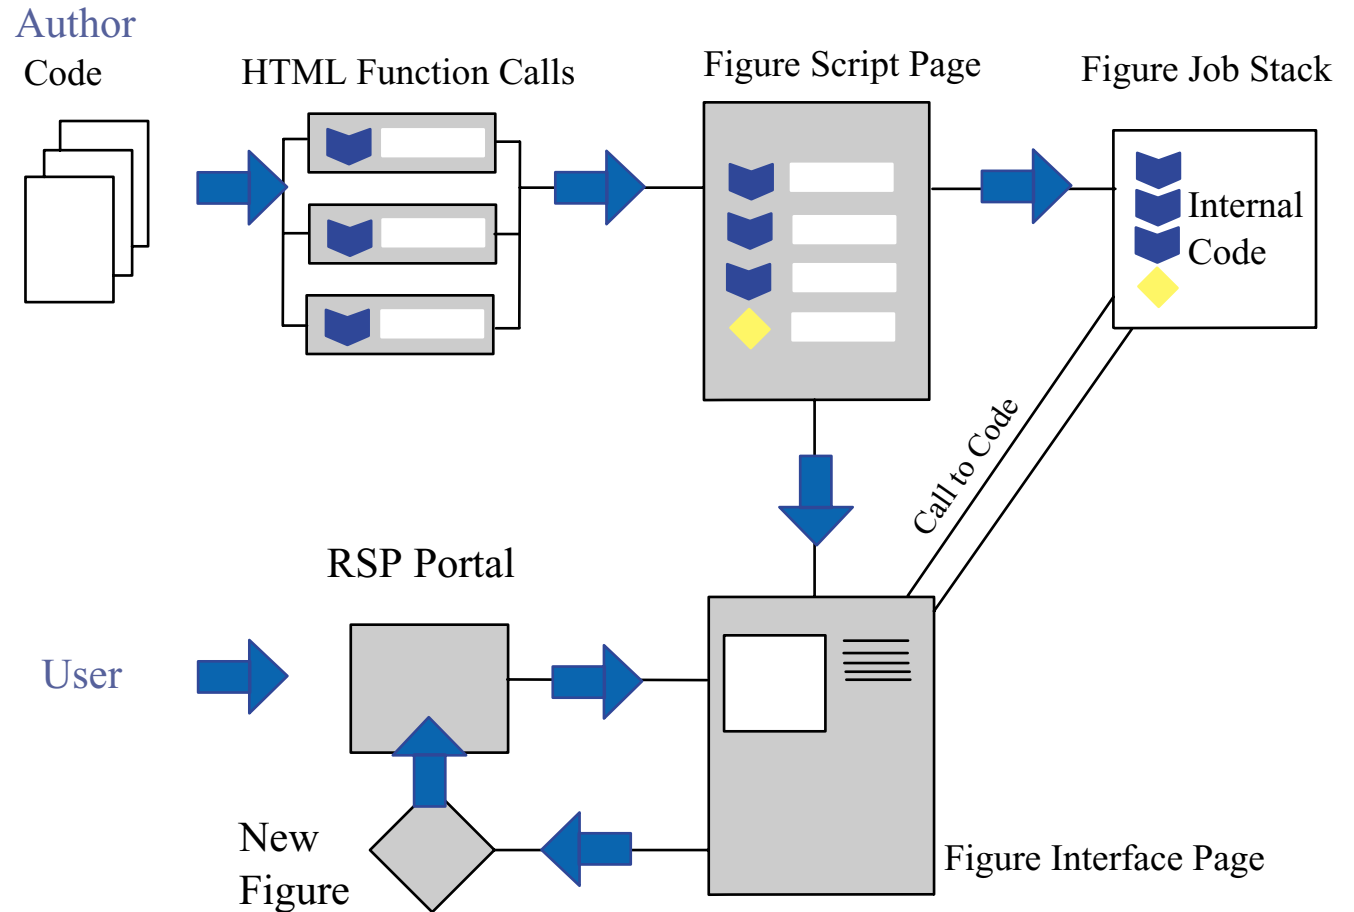 Author
Code
HTML Function Calls
Figure Script Page
Figure Job Stack
Internal
Code
Call to Code
RSP Portal
User
New
Figure
Figure Interface Page